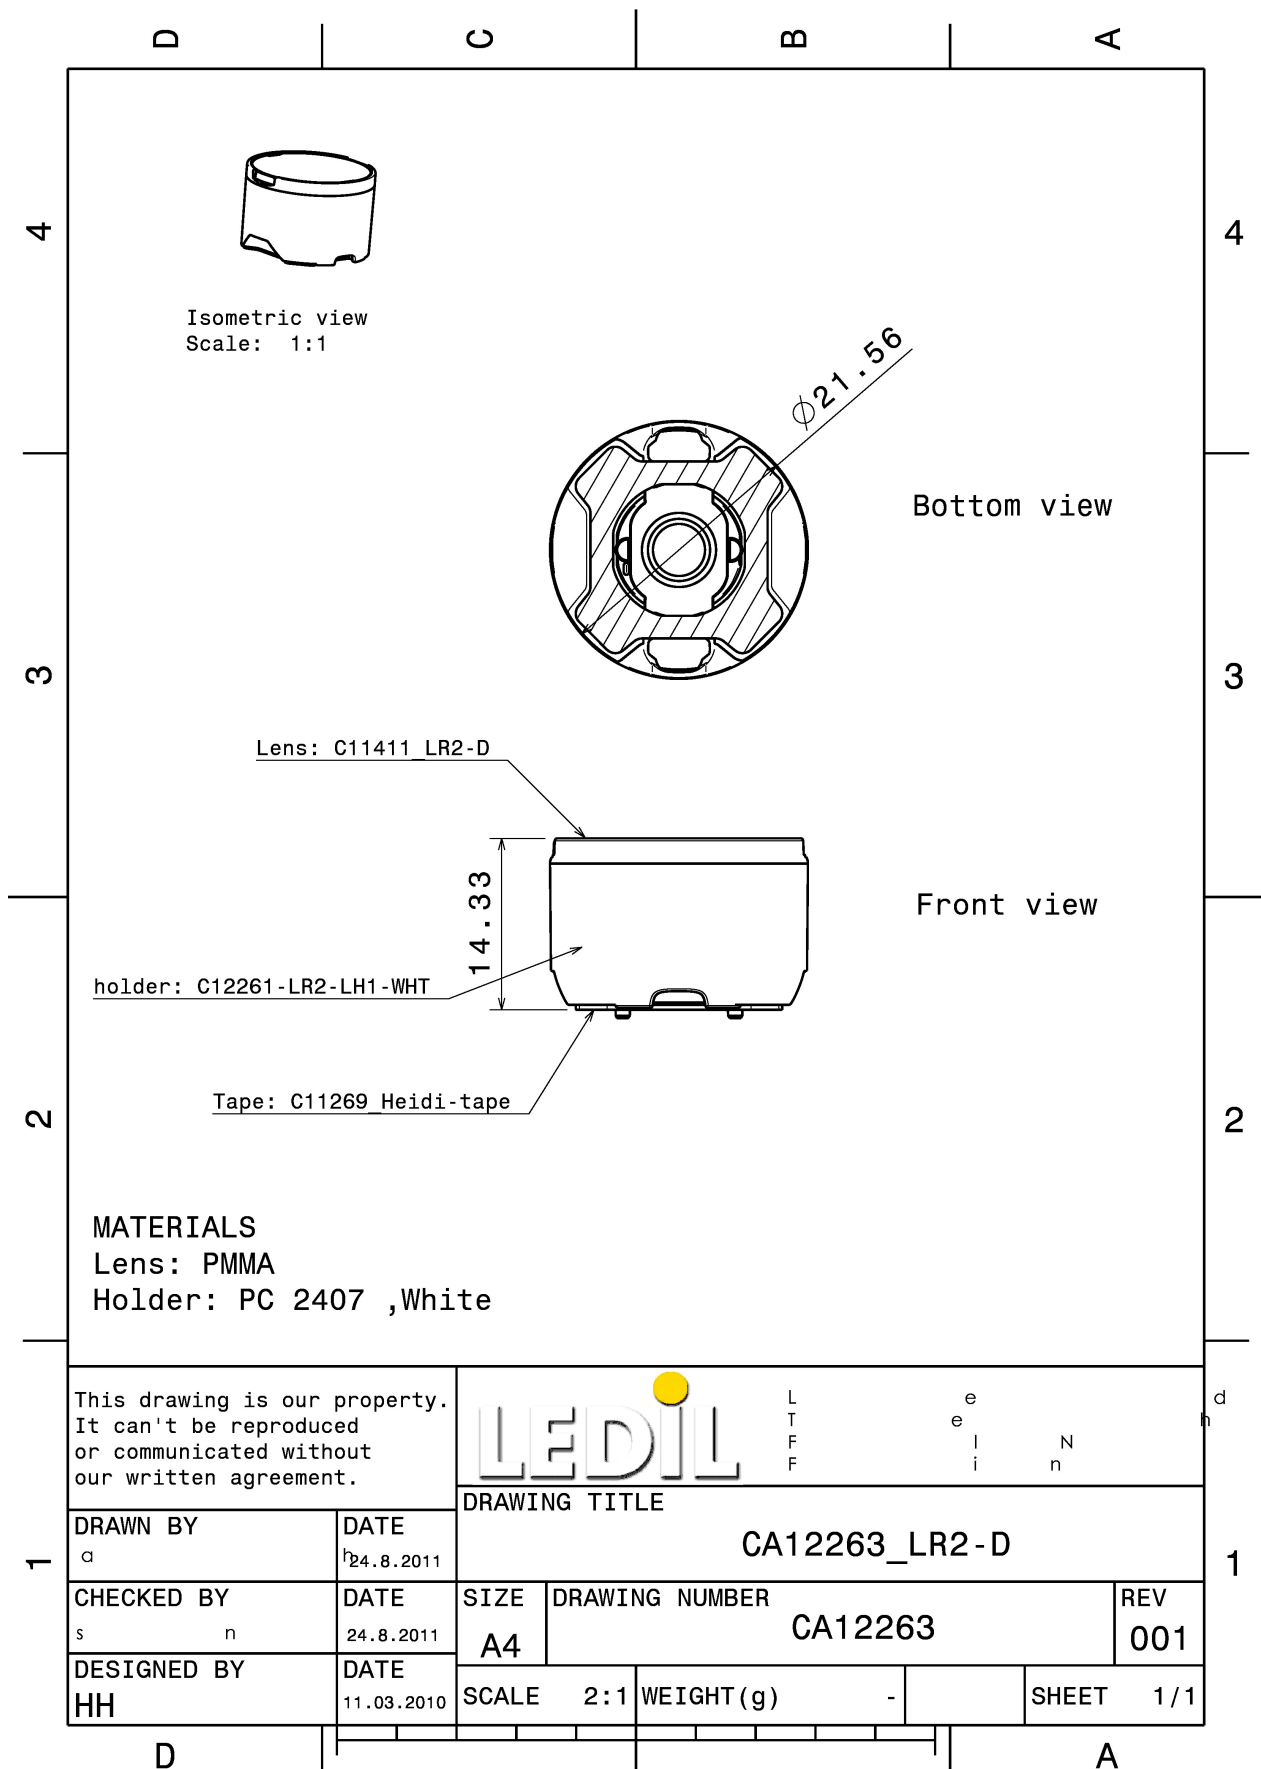 D C B A
4 4
Isometric view
Scale: 1:1
Ø21.56
Bottom view
3 3
Lens: C11411_LR2-D
14.33
Front view
holder: C12261-LR2-LH1-WHT
Tape: C11269_Heidi-tape
2 2
MATERIALS
Lens: PMMA
Holder: PC 2407 ,White
This drawing is our property.
It can't be reproduced
or communicated without
our written agreement.
LEDiL
L e d
T e h
F l N
F i n
DRAWING TITLE
CA12263_LR2-D
DRAWN BY
a
DATE
h24.8.2011
1 1
CHECKED BY
s n
DATE
24.8.2011
SIZE
A4
DRAWING NUMBER
CA12263
REV
001
DESIGNED BY
HH
DATE
11.03.2010
SCALE 2:1
WEIGHT(g) -
SHEET 1/1
D A